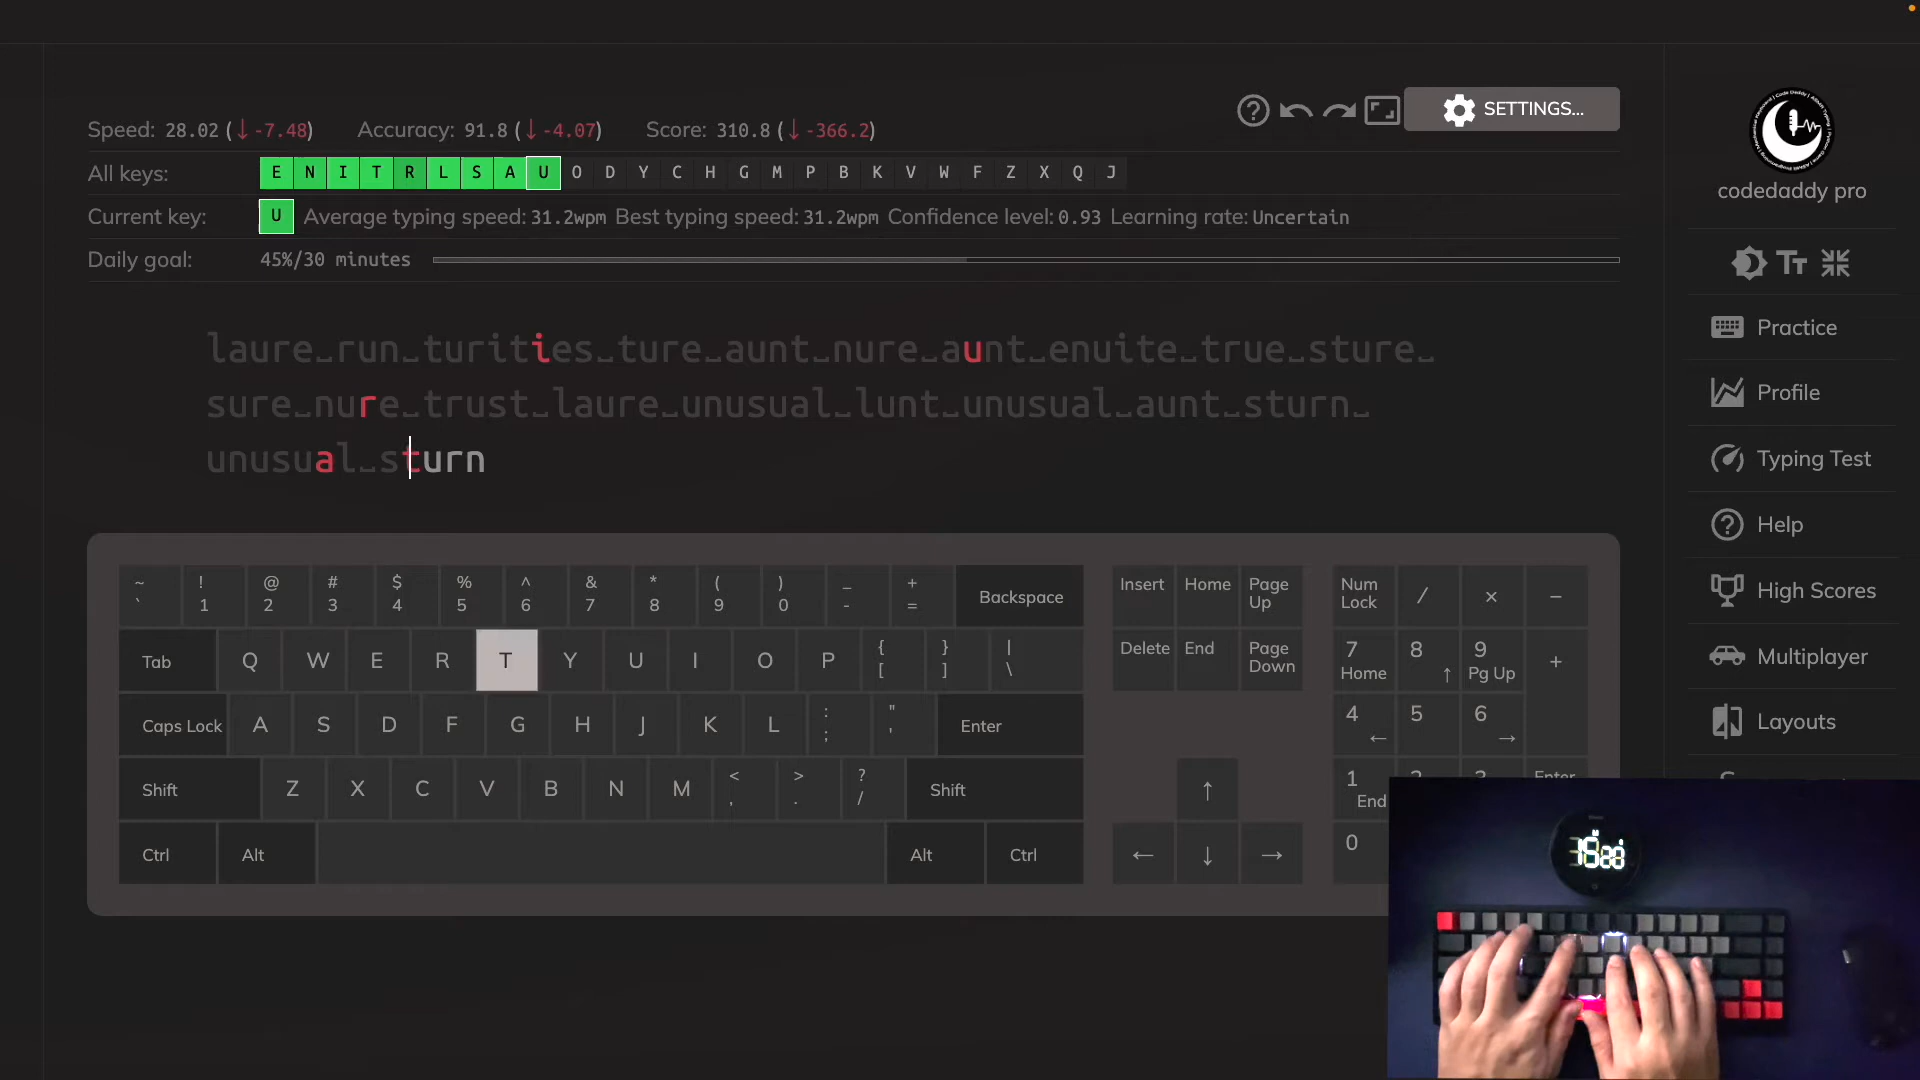 SETTINGS...
Speed: 28.02 (↓-7.48) Accuracy: 91.8 (↓-4.07) Score: 310.8 (↓-366.2)
All keys: E N I T R L S A U O D Y C H G M P B K V W F Z X Q J
Current key: U Average typing speed: 31.2wpm Best typing speed: 31.2wpm Confidence level: 0.93 Learning rate: Uncertain
Daily goal: 45%/30 minutes
laure run turities ture aunt nure aunt enuite true sture
sure nure trust laure unusual lunt unusual aunt sturn
unusual sturn
~ ! @ # $ % ^ & * ( ) _ +
` 1 2 3 4 5 6 7 8 9 0 - = Backspace
Tab Q W E R T Y U I O P { [ } ] | \
Caps Lock A S D F G H J K L : ; " ' Enter
Shift Z X C V B N M < , > . ? / Shift
Ctrl Alt Alt Ctrl
Insert Home Page Up
Delete End Page Down
↑
← ↓ →
Num Lock / × −
7 Home 8 ↑ 9 Pg Up +
4 ← 5 6 →
1 End
0
codedaddy pro
Tт
Practice
Profile
Typing Test
Help
High Scores
Multiplayer
Layouts